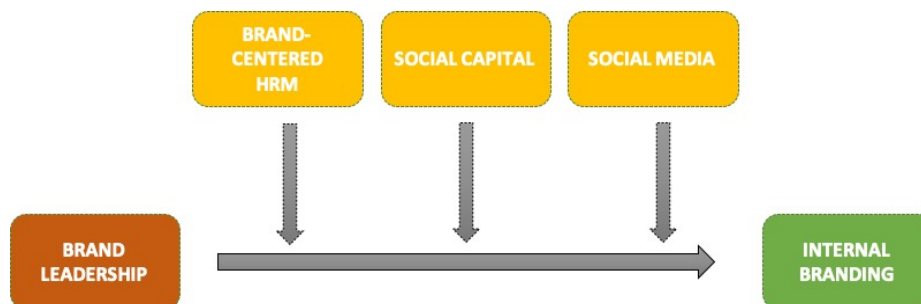 BRAND-
CENTERED
HRM
SOCIAL CAPITAL
SOCIAL MEDIA
BRAND
LEADERSHIP
INTERNAL
BRANDING